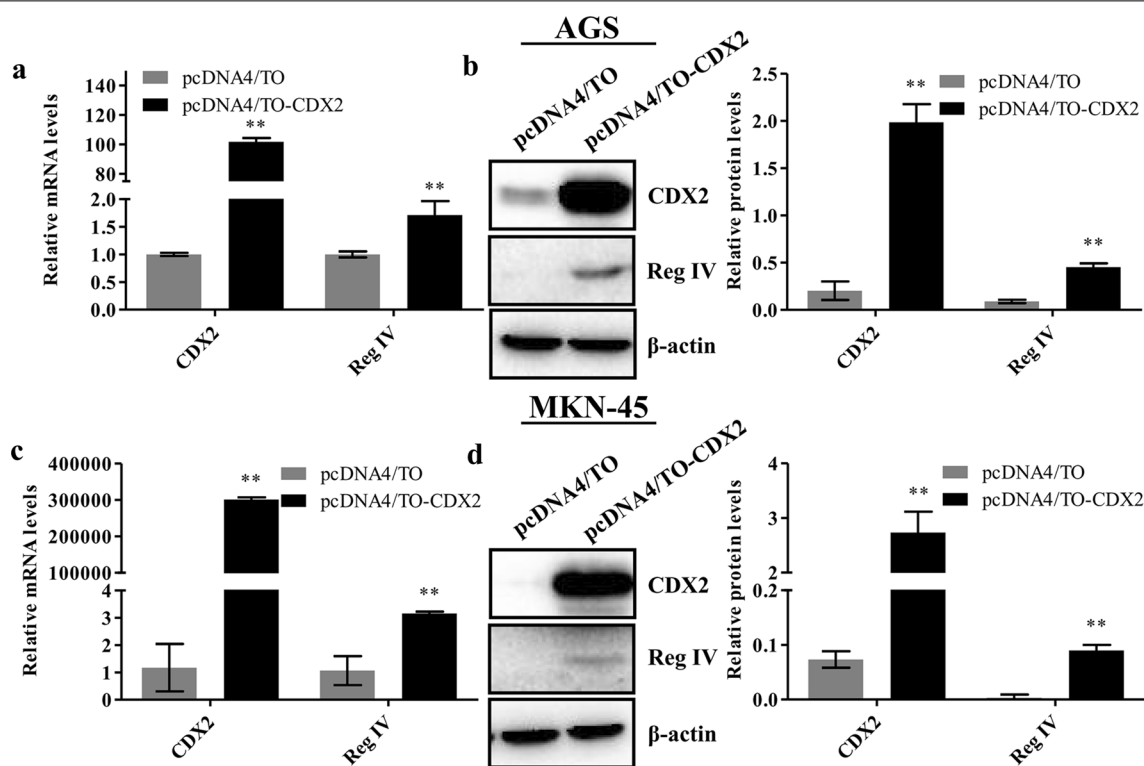 AGS
a
Relative mRNA levels
140
120
100
80
2.0
1.5
1.0
0.5
0.0
pcDNA4/TO
pcDNA4/TO-CDX2
**
**
CDX2
Reg IV
b
pcDNA4/TO
pcDNA4/TO-CDX2
CDX2
Reg IV
β-actin
Relative protein levels
2.5
2.0
1.5
1.0
0.5
0.0
pcDNA4/TO
pcDNA4/TO-CDX2
**
**
CDX2
Reg IV
MKN-45
c
Relative mRNA levels
400000
300000
200000
100000
4
3
2
1
0
pcDNA4/TO
pcDNA4/TO-CDX2
**
**
CDX2
Reg IV
d
pcDNA4/TO
pcDNA4/TO-CDX2
CDX2
Reg IV
β-actin
Relative protein levels
4
3
2
0.2
0.1
0.0
pcDNA4/TO
pcDNA4/TO-CDX2
**
**
CDX2
Reg IV